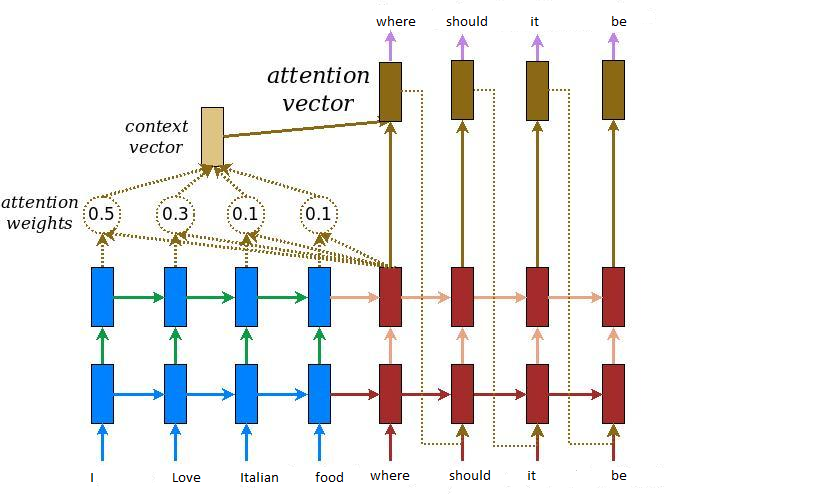 where should it be
attention
vector
context
vector
attention
weights
0.5 0.3 0.1 0.1
I Love Italian food where should it be